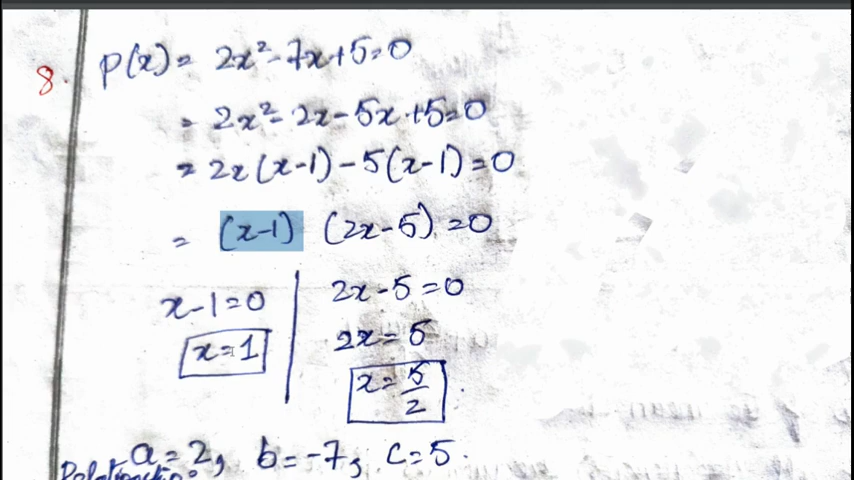 8. p(x) = 2x² - 7x + 5 = 0
= 2x² - 2x - 5x + 5 = 0
= 2x(x-1) - 5(x-1) = 0
= (x-1) (2x-5) = 0
x-1=0
x=1
2x-5=0
2x=5
x=5/2
a=2, b=-7, c=5.